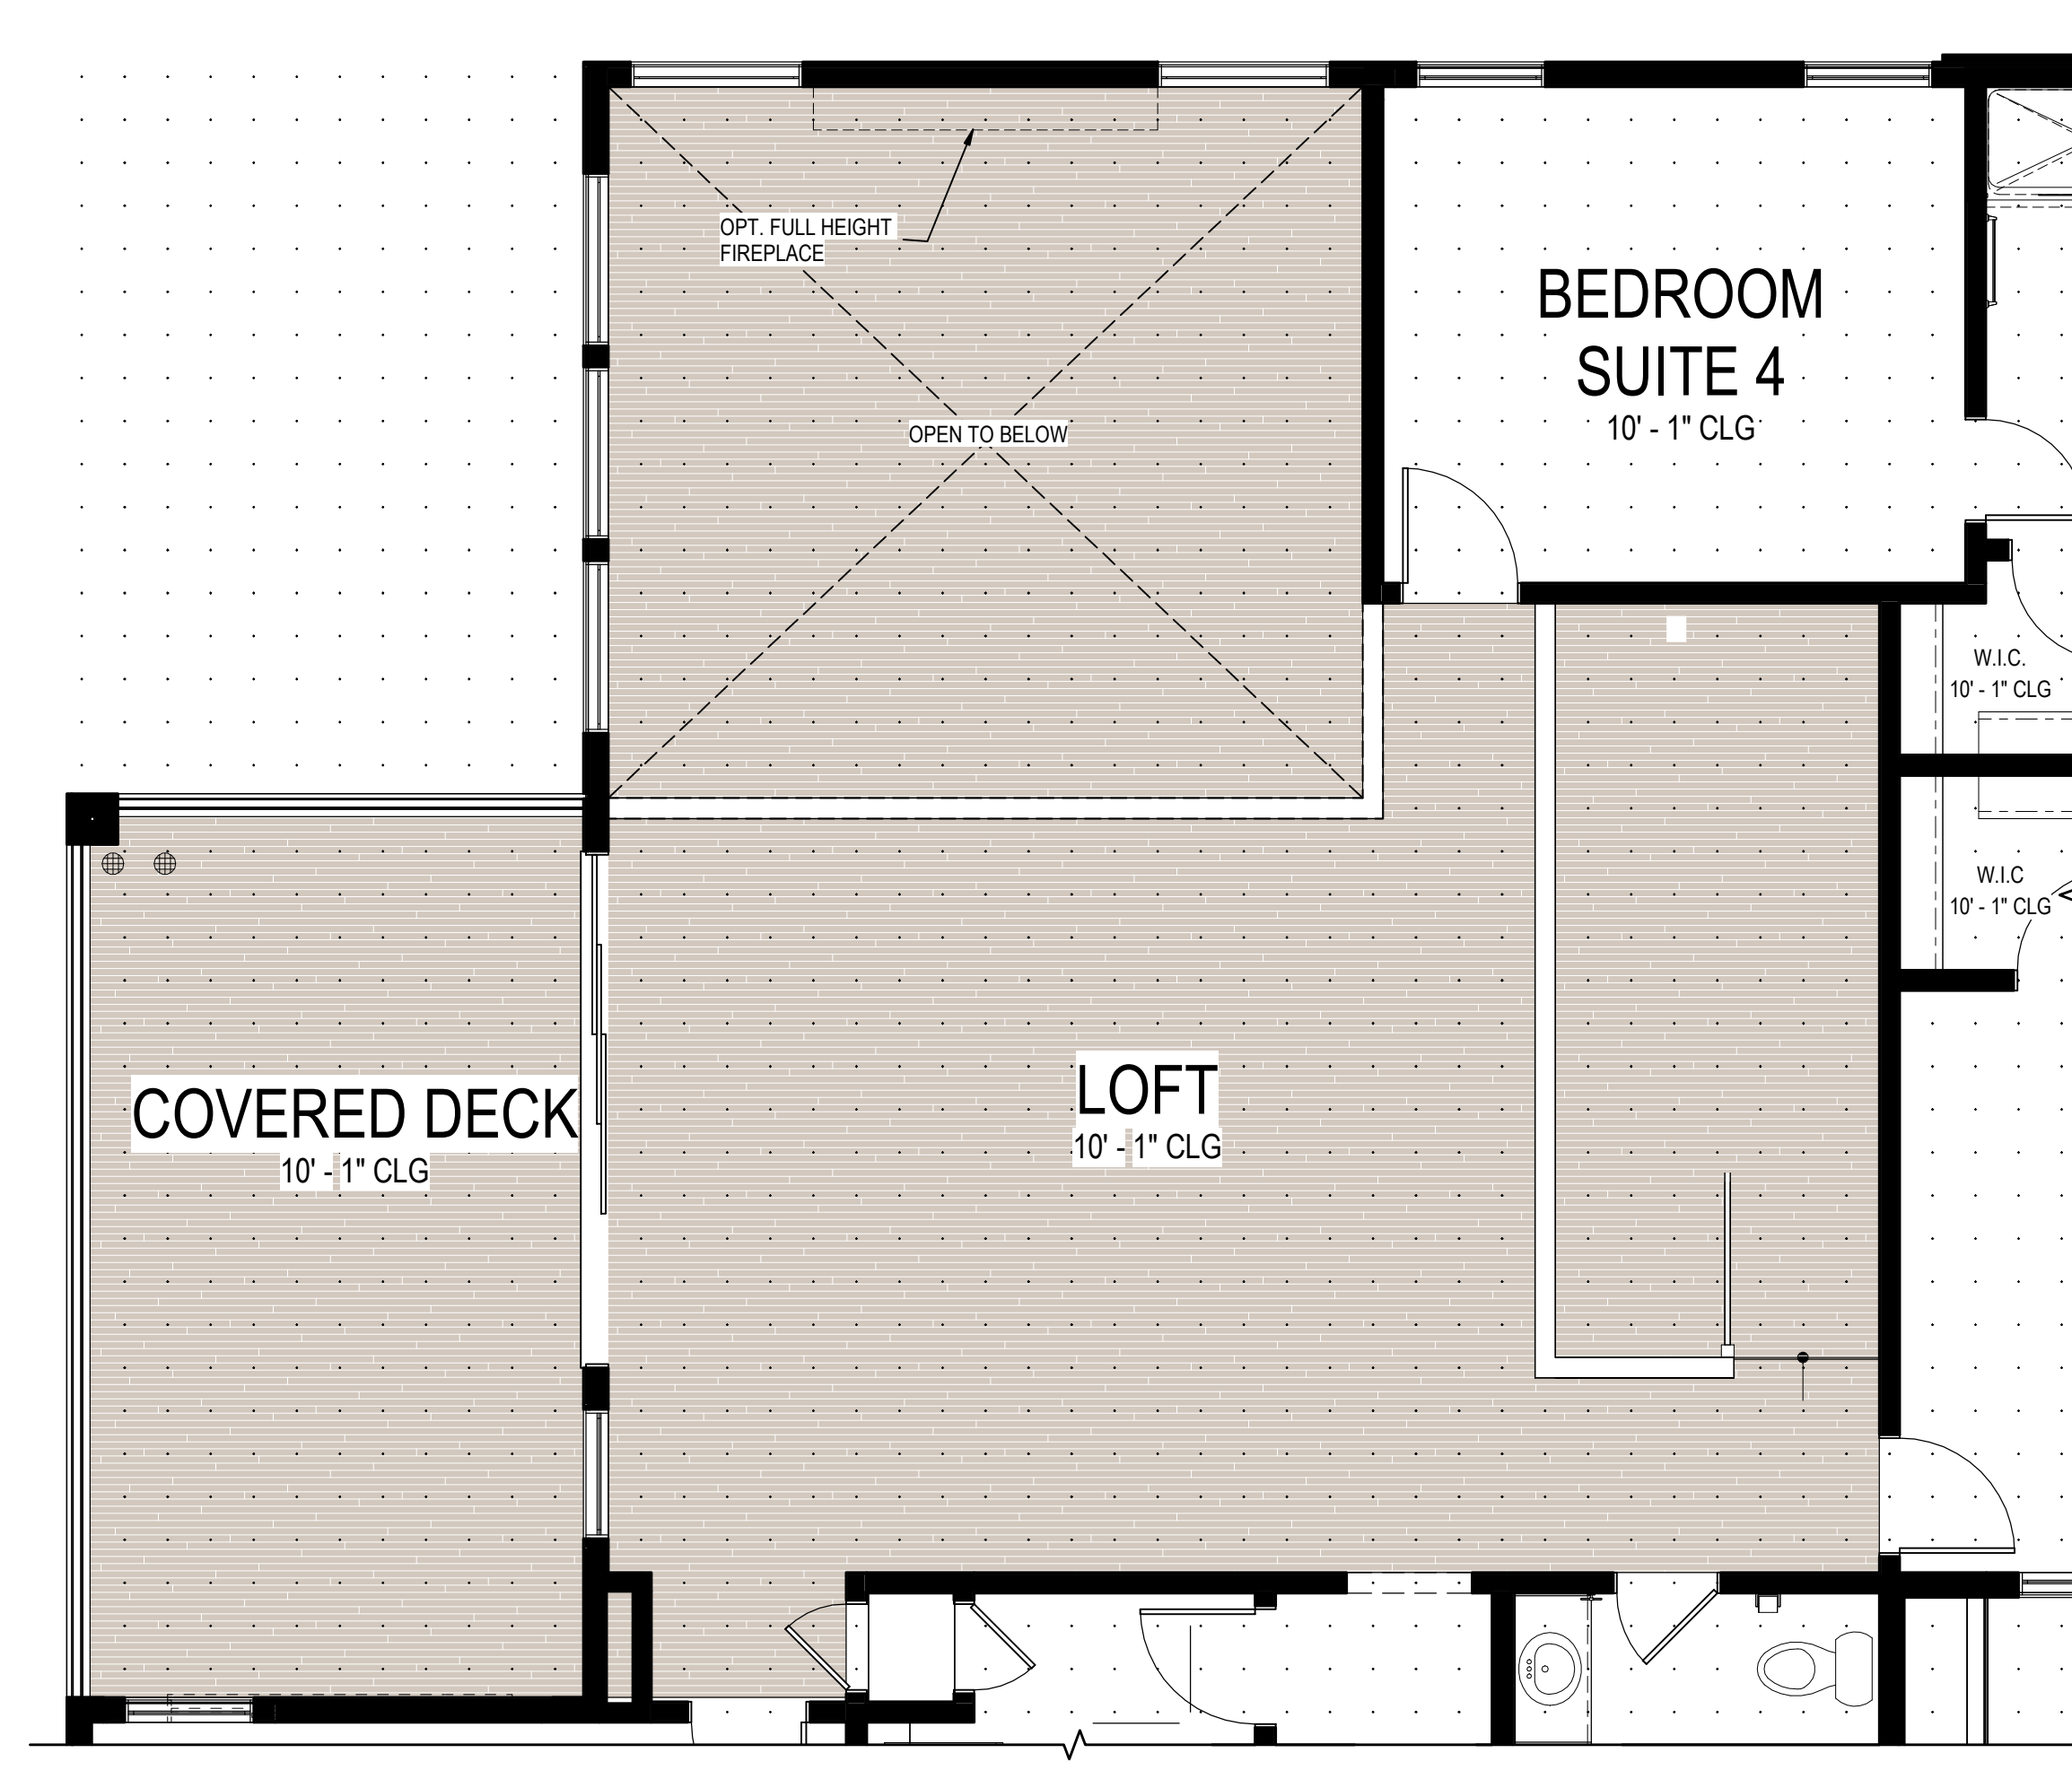 OPT. FULL HEIGHT
FIREPLACE
OPEN TO BELOW
BEDROOM
SUITE 4
10' - 1" CLG
W.I.C.
10' - 1" CLG
W.I.C
10' - 1" CLG
COVERED DECK
10' - 1" CLG
LOFT
10' - 1" CLG